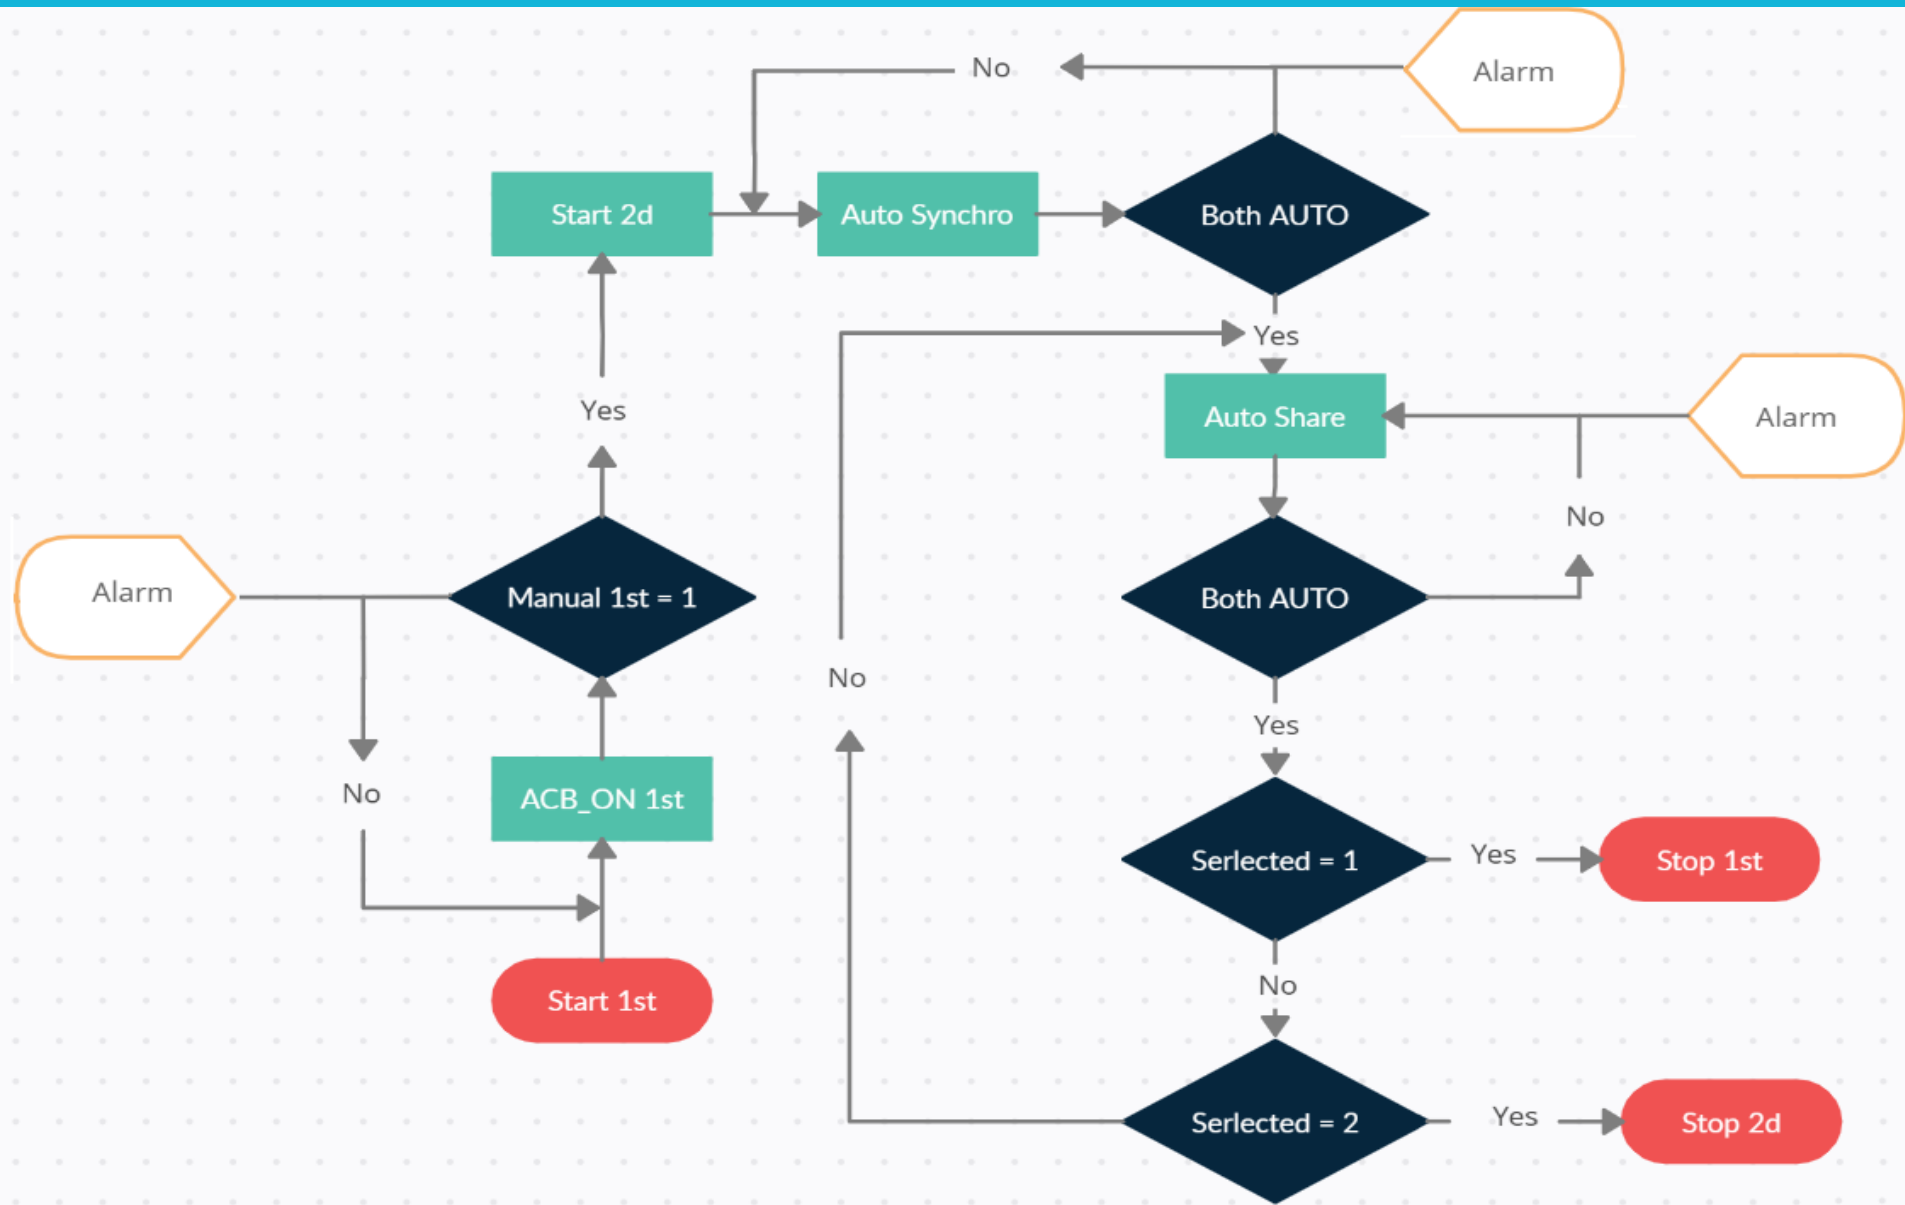 No
Alarm
Start 2d
Auto Synchro
Both AUTO
Yes
Yes
Auto Share
Alarm
No
Alarm
Manual 1st = 1
Both AUTO
No
Yes
No
ACB_ON 1st
Serlected = 1
Yes
Stop 1st
No
Start 1st
Serlected = 2
Yes
Stop 2d